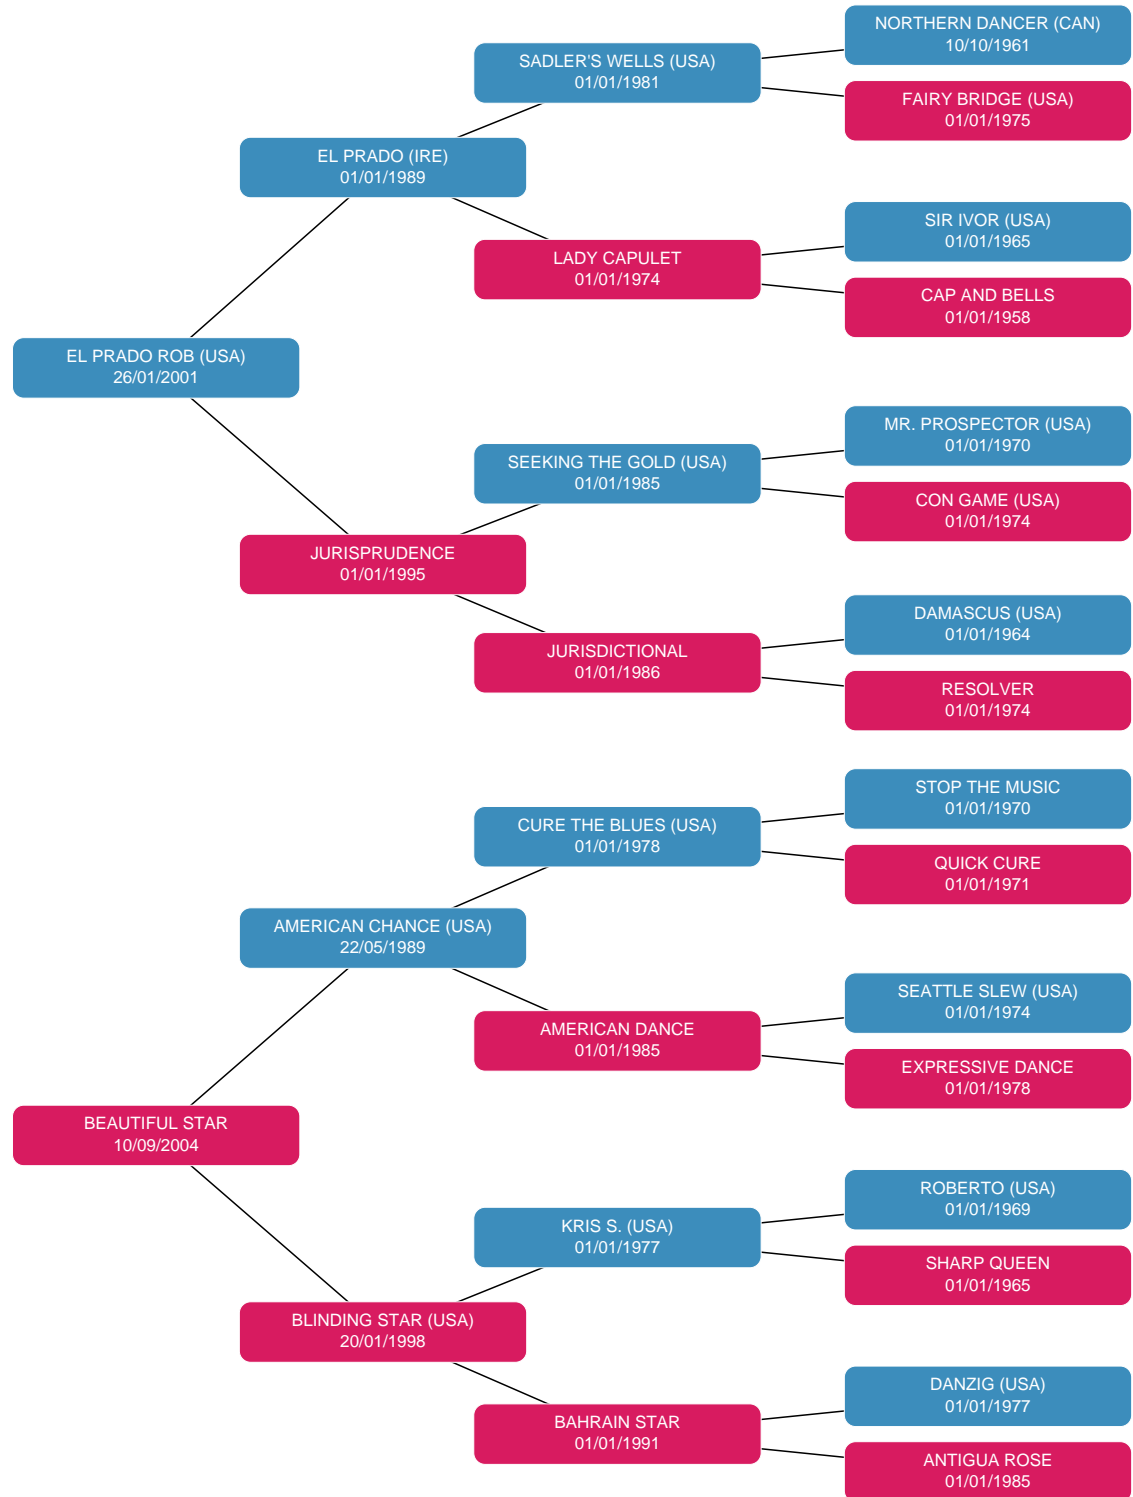 NORTHERN DANCER (CAN)
10/10/1961
SADLER'S WELLS (USA)
01/01/1981
FAIRY BRIDGE (USA)
01/01/1975
EL PRADO (IRE)
01/01/1989
SIR IVOR (USA)
01/01/1965
LADY CAPULET
01/01/1974
CAP AND BELLS
01/01/1958
EL PRADO ROB (USA)
26/01/2001
MR. PROSPECTOR (USA)
01/01/1970
SEEKING THE GOLD (USA)
01/01/1985
CON GAME (USA)
01/01/1974
JURISPRUDENCE
01/01/1995
DAMASCUS (USA)
01/01/1964
JURISDICTIONAL
01/01/1986
RESOLVER
01/01/1974
STOP THE MUSIC
01/01/1970
CURE THE BLUES (USA)
01/01/1978
QUICK CURE
01/01/1971
AMERICAN CHANCE (USA)
22/05/1989
SEATTLE SLEW (USA)
01/01/1974
AMERICAN DANCE
01/01/1985
EXPRESSIVE DANCE
01/01/1978
BEAUTIFUL STAR
10/09/2004
ROBERTO (USA)
01/01/1969
KRIS S. (USA)
01/01/1977
SHARP QUEEN
01/01/1965
BLINDING STAR (USA)
20/01/1998
DANZIG (USA)
01/01/1977
BAHRAIN STAR
01/01/1991
ANTIGUA ROSE
01/01/1985